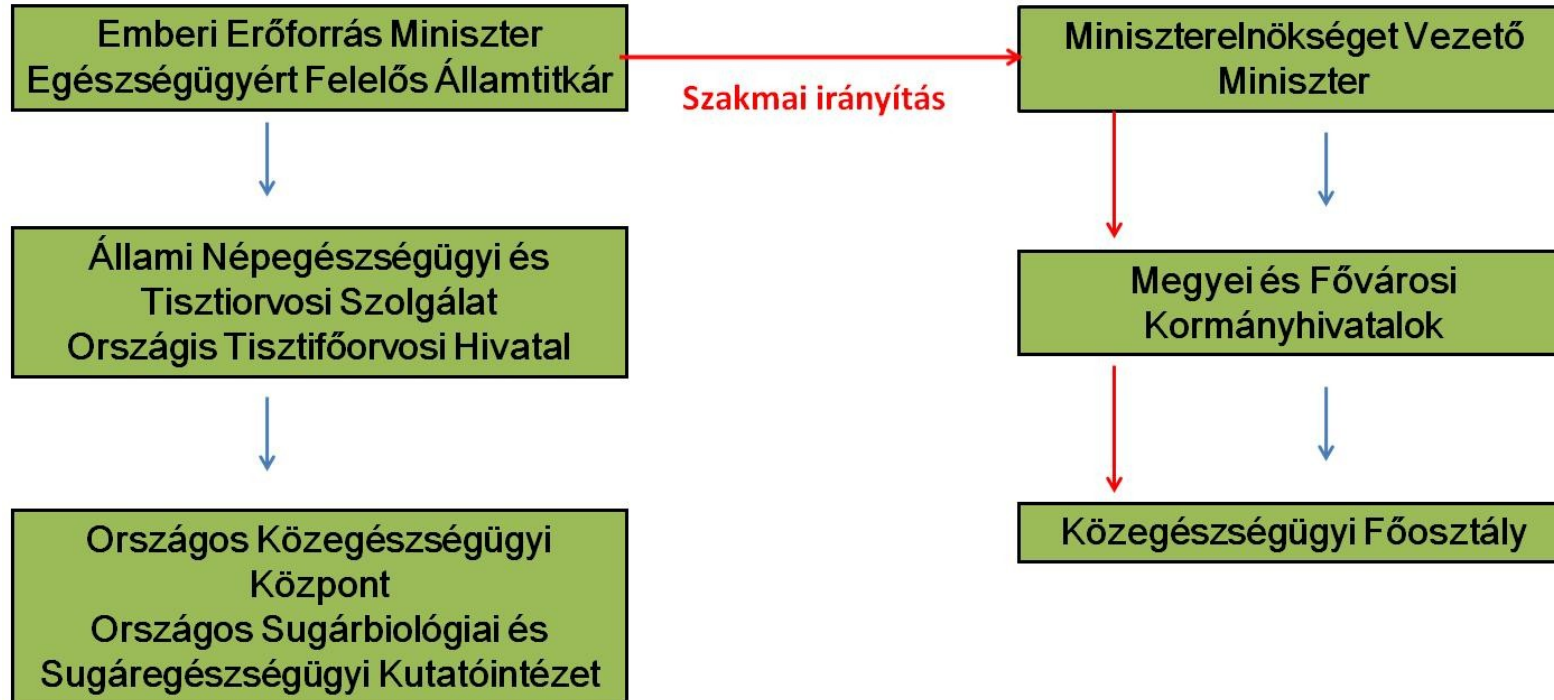 Emberi Erőforrás Miniszter
Egészségügyért Felelős Államtitkár
Szakmai irányítás
Miniszterelnökséget Vezető
Miniszter
Állami Népegészségügyi és
Tisztiorvosi Szolgálat
Országis Tisztifőorvosi Hivatal
Megyei és Fővárosi
Kormányhivatalok
Országos Közegészségügyi
Központ
Országos Sugárbiológiai és
Sugáregészségügyi Kutatóintézet
Közegészségügyi Főosztály